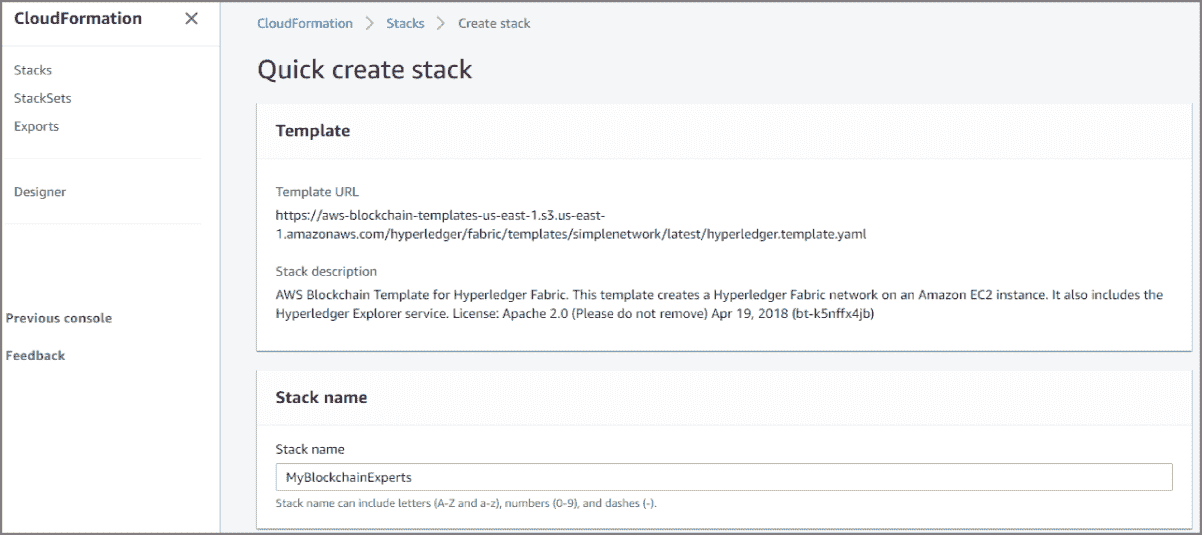 CloudFormation
Stacks
StackSets
Exports
Designer
Previous console
Feedback
CloudFormation > Stacks > Create stack
Quick create stack
Template
Template URL
https://aws-blockchain-templates-us-east-1.s3.us-east-
1.amazonaws.com/hyperledger/fabric/templates/simplenetwork/latest/hyperledger.template.yaml
Stack description
AWS Blockchain Template for Hyperledger Fabric. This template creates a Hyperledger Fabric network on an Amazon EC2 instance. It also includes the
Hyperledger Explorer service. License: Apache 2.0 (Please do not remove) Apr 19, 2018 (bt-k5nffx4jb)
Stack name
Stack name
MyBlockchainExperts
Stack name can include letters (A-Z and a-z), numbers (0-9), and dashes (-).